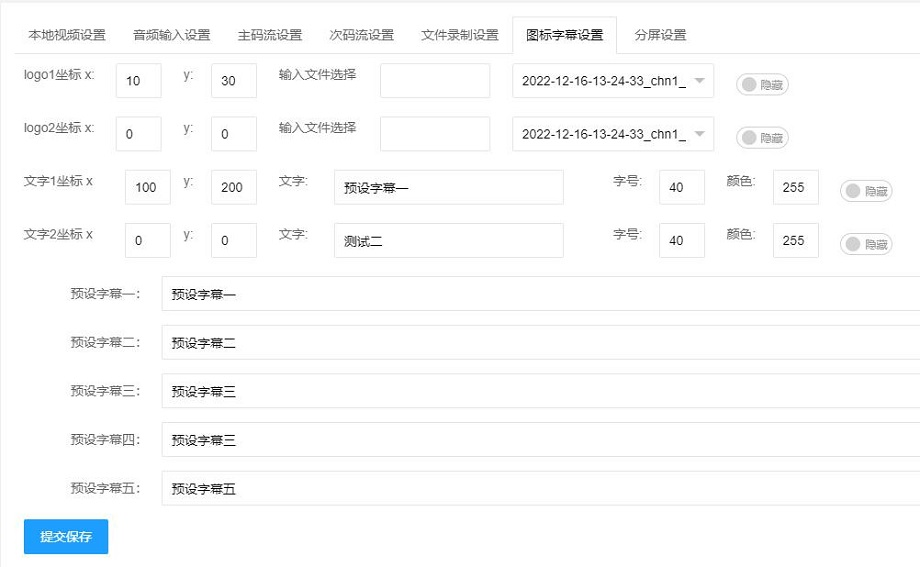 本地视频设置 音频输入设置 主码流设置 次码流设置 文件录制设置 图标字幕设置 分屏设置
logo1坐标 x: 10 y: 30 输入文件选择 2022-12-16-13-24-33_chn1_ 隐藏
logo2坐标 x: 0 y: 0 输入文件选择 2022-12-16-13-24-33_chn1_ 隐藏
文字1坐标 x 100 y: 200 文字: 预设字幕一 字号: 40 颜色: 255 隐藏
文字2坐标 x 0 y: 0 文字: 测试二 字号: 40 颜色: 255 隐藏
预设字幕一: 预设字幕一
预设字幕二: 预设字幕二
预设字幕三: 预设字幕三
预设字幕四: 预设字幕三
预设字幕五: 预设字幕五
提交保存